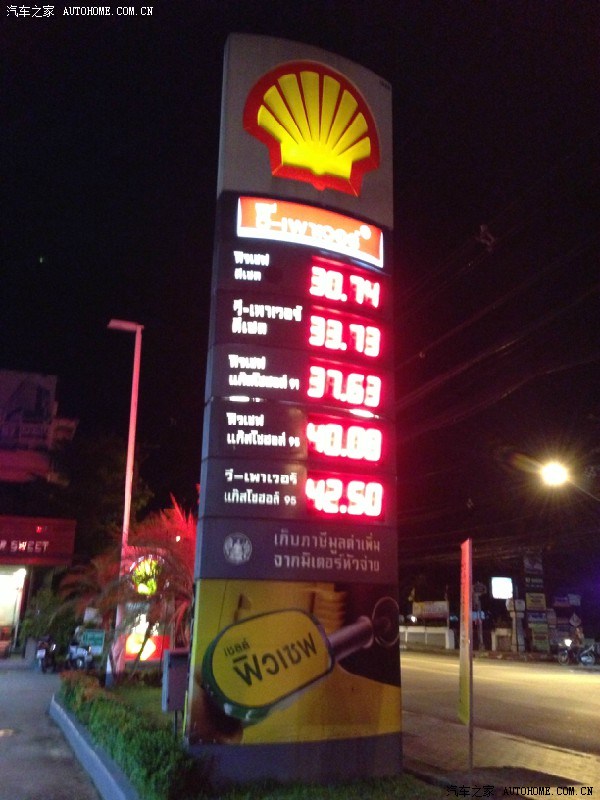 汽车之家 AUTOHOME.COM.CN
วี-เพาเวอร์
ฟิวเซฟ
ดีเซล
30.74
วี-เพาเวอร์
ดีเซล
33.73
ฟิวเซฟ
แก๊สโซฮอล์ 91
37.63
ฟิวเซฟ
แก๊สโซฮอล์ 95
40.08
วี-เพาเวอร์
แก๊สโซฮอล์ 95
42.50
เก็บภาษีมูลค่าเพิ่ม
จากมิเตอร์หัวจ่าย
เชลล์
ฟิวเซฟ
SWEET
汽车之家 AUTOHOME.COM.CN